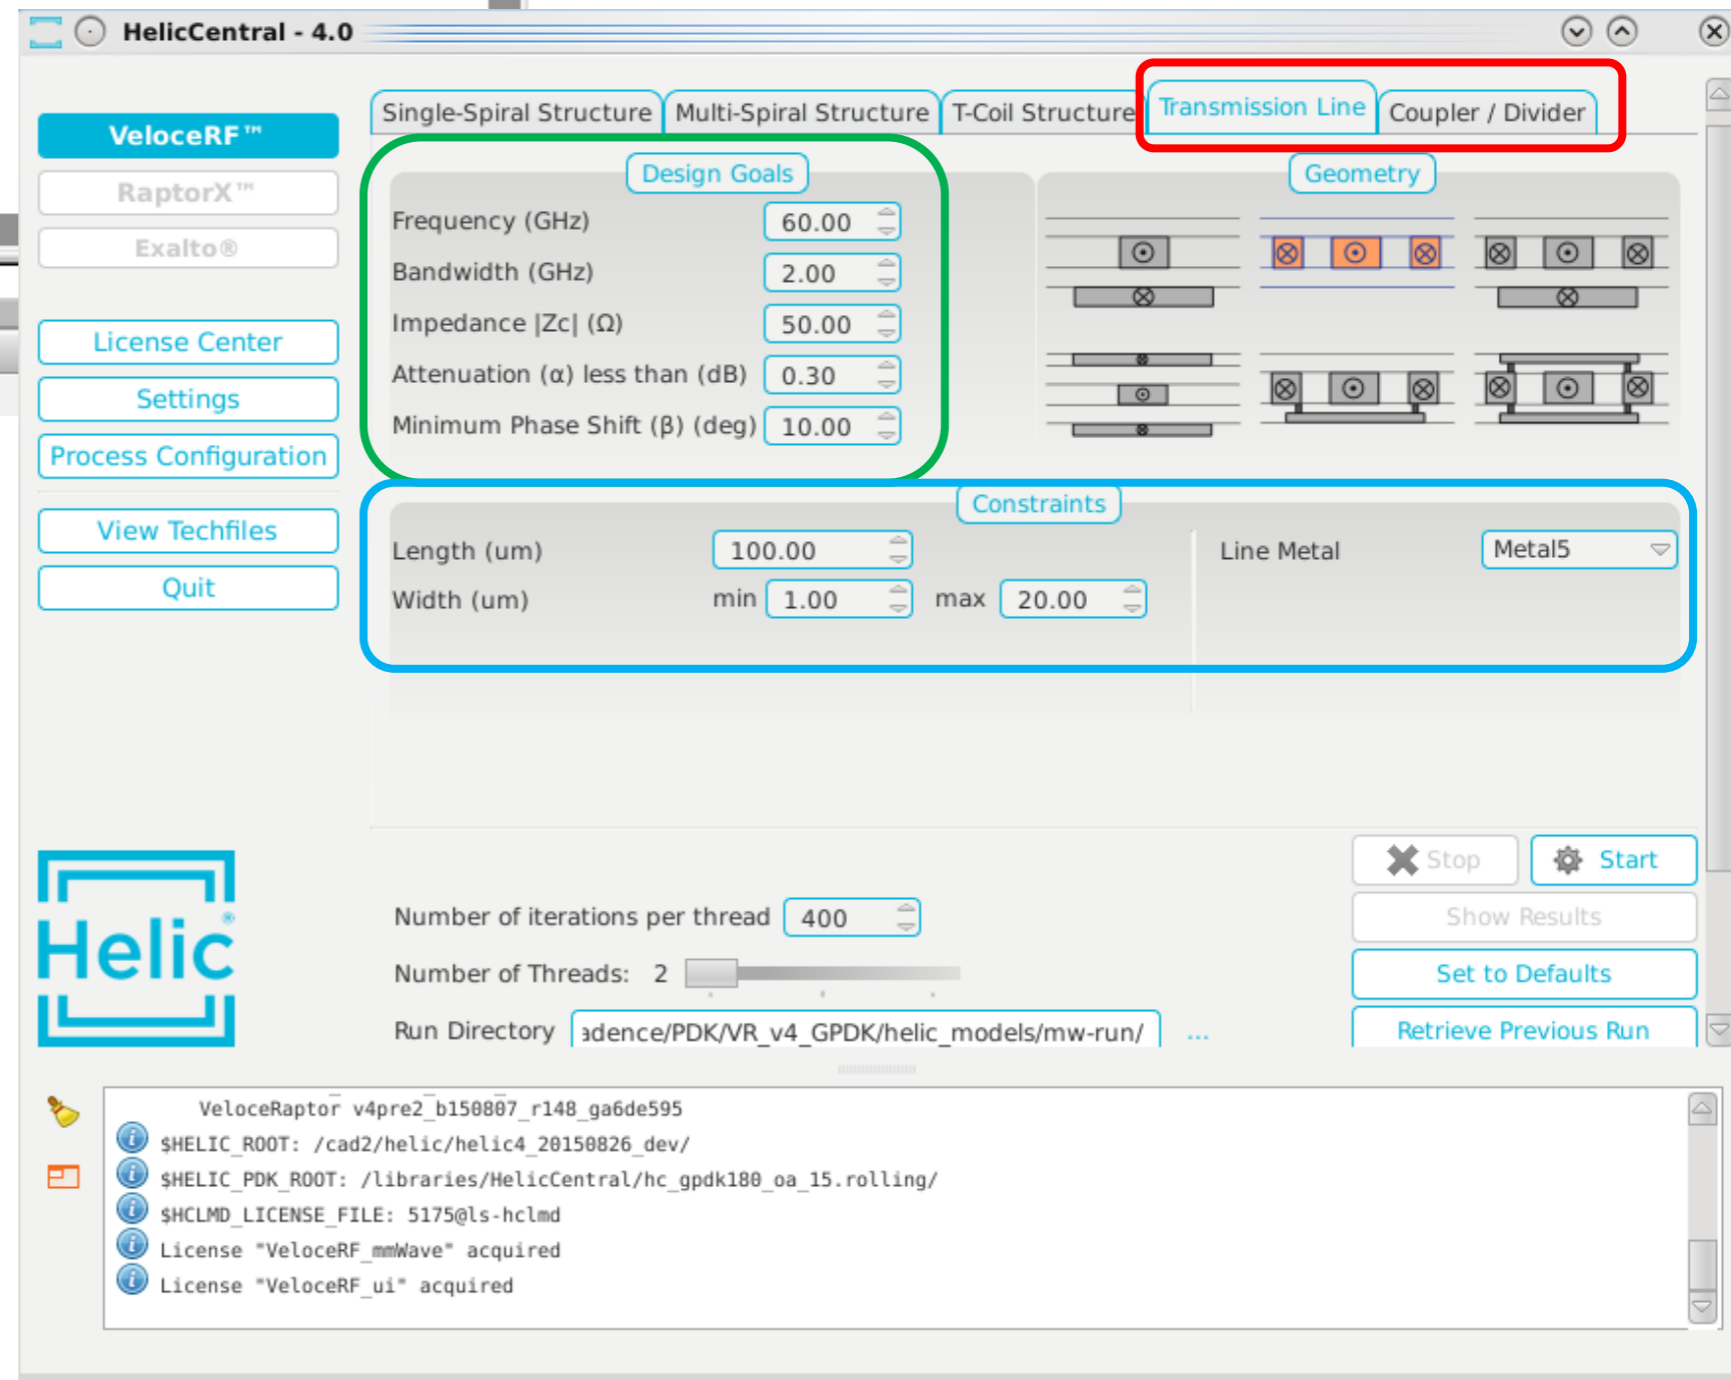 HelicCentral - 4.0
VeloceRF™
RaptorX™
Exalto®
License Center
Settings
Process Configuration
View Techfiles
Quit
Single-Spiral Structure Multi-Spiral Structure T-Coil Structure Transmission Line Coupler / Divider
Design Goals
Frequency (GHz) 60.00
Bandwidth (GHz) 2.00
Impedance |Zc| (Ω) 50.00
Attenuation (α) less than (dB) 0.30
Minimum Phase Shift (β) (deg) 10.00
Geometry
Constraints
Length (um) 100.00
Width (um) min 1.00 max 20.00
Line Metal Metal5
Helic®
Number of iterations per thread 400
Number of Threads: 2
Run Directory adence/PDK/VR_v4_GPDK/helic_models/mw-run/ ...
Stop Start
Show Results
Set to Defaults
Retrieve Previous Run
VeloceRaptor v4pre2_b150807_r148_ga6de595
$HELIC_ROOT: /cad2/helic/helic4_20150826_dev/
$HELIC_PDK_ROOT: /libraries/HelicCentral/hc_gpdk180_oa_15.rolling/
$HCLMD_LICENSE_FILE: 5175@ls-hclmd
License "VeloceRF_mmWave" acquired
License "VeloceRF_ui" acquired